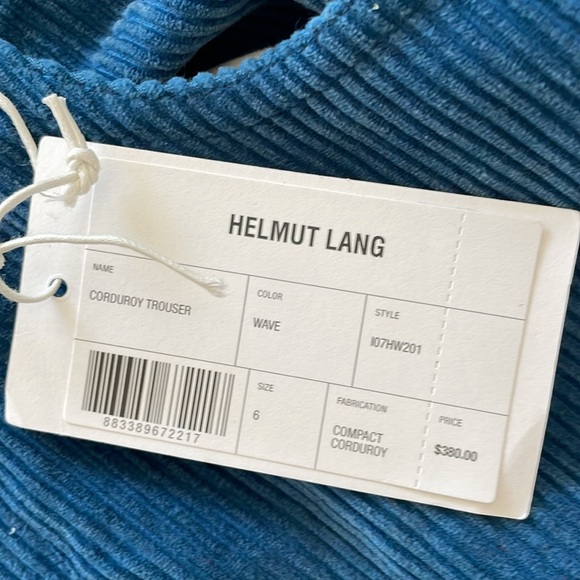 HELMUT LANG
NAME
CORDUROY TROUSER
COLOR
WAVE
STYLE
I07HW201
883389672217
SIZE
6
FABRICATION
COMPACT
CORDUROY
PRICE
$380.00